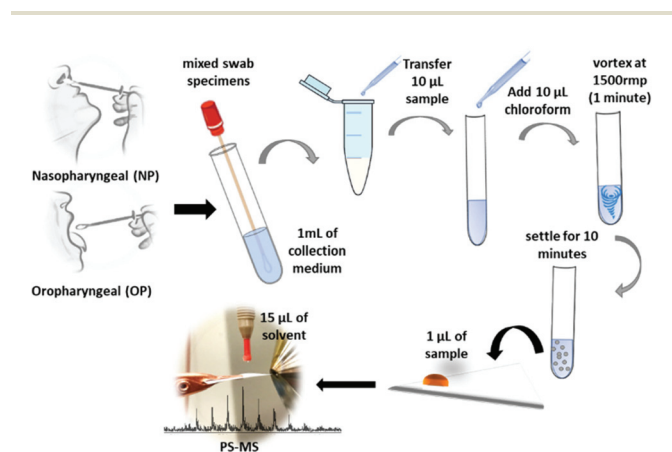 mixed swab
specimens
Transfer
10 µL
sample
Add 10 µL
chloroform
vortex at
1500rmp
(1 minute)
Nasopharyngeal (NP)
1mL of
collection
medium
settle for 10
minutes
Oropharyngeal (OP)
15 µL of
solvent
1 µL of
sample
PS-MS